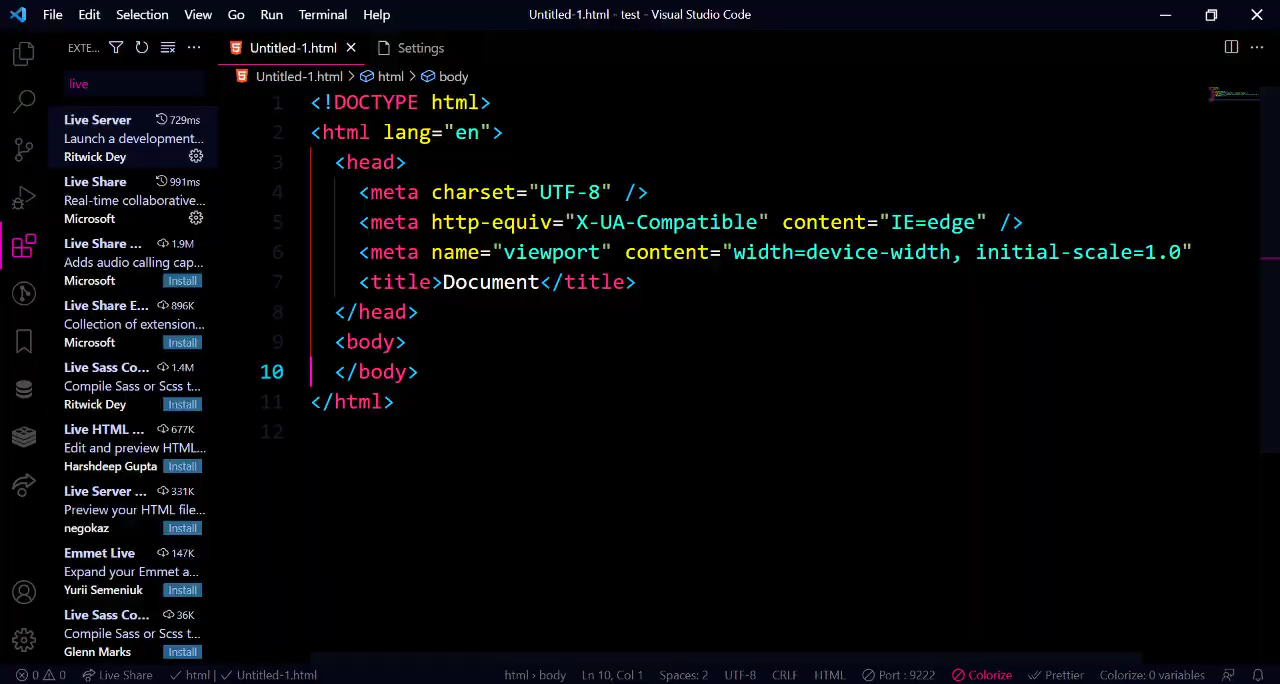 File Edit Selection View Go Run Terminal Help Untitled-1.html - test - Visual Studio Code
EXTE... Untitled-1.html Settings
Untitled-1.html > html > body
live
Live Server 729ms
Launch a development...
Ritwick Dey
Live Share 991ms
Real-time collaborative...
Microsoft
Live Share ... 1.9M
Adds audio calling cap...
Microsoft Install
Live Share E... 896K
Collection of extension...
Microsoft Install
Live Sass Co... 1.4M
Compile Sass or Scss t...
Ritwick Dey Install
Live HTML ... 677K
Edit and preview HTML...
Harshdeep Gupta Install
Live Server ... 331K
Preview your HTML file...
negokaz Install
Emmet Live 147K
Expand your Emmet a...
Yurii Semeniuk Install
Live Sass Co... 36K
Compile Sass or Scss t...
Glenn Marks Install
1 <!DOCTYPE html>
2 <html lang="en">
3 <head>
4 <meta charset="UTF-8" />
5 <meta http-equiv="X-UA-Compatible" content="IE=edge" />
6 <meta name="viewport" content="width=device-width, initial-scale=1.0"
7 <title>Document</title>
8 </head>
9 <body>
10 </body>
11 </html>
12
0 0 Live Share html | Untitled-1.html html > body Ln 10, Col 1 Spaces: 2 UTF-8 CRLF HTML Port : 9222 Colorize Prettier Colorize: 0 variables